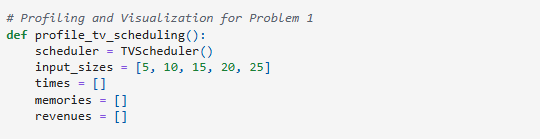 # Profiling and Visualization for Problem 1
def profile_tv_scheduling():
    scheduler = TVScheduler()
    input_sizes = [5, 10, 15, 20, 25]
    times = []
    memories = []
    revenues = []